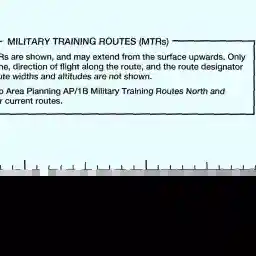 MILITARY TRAINING ROUTES (MTRs)
Rs are shown, and may extend from the surface upwards. Only
ne, direction of flight along the route, and the route designator
ute widths and altitudes are not shown.
o Area Planning AP/1B Military Training Routes North and
r current routes.